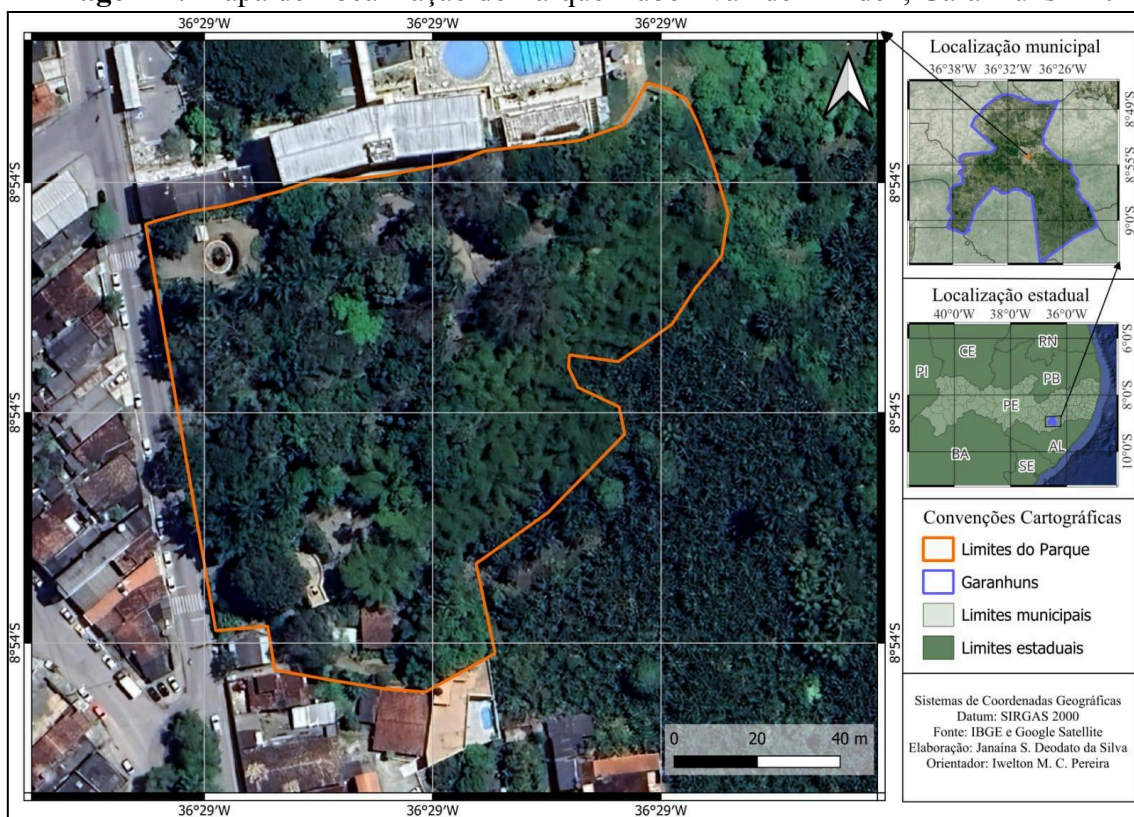 36°29'W 36°29'W 36°29'W
8°54'S 8°54'S
8°54'S 8°54'S
8°54'S 8°54'S
36°29'W 36°29'W 36°29'W
0 20 40 m
Localização municipal
36°38'W 36°32'W 36°26'W
8°49'S
8°55'S
9°0'S
Localização estadual
40°0'W 38°0'W 36°0'W
6°0'S
8°0'S
10°0'S
CE RN
PI PB
PE
AL
BA SE
Convenções Cartográficas
Limites do Parque
Garanhuns
Limites municipais
Limites estaduais
Sistemas de Coordenadas Geográficas
Datum: SIRGAS 2000
Fonte: IBGE e Google Satellite
Elaboração: Janaína S. Deodato da Silva
Orientador: Iwelton M. C. Pereira